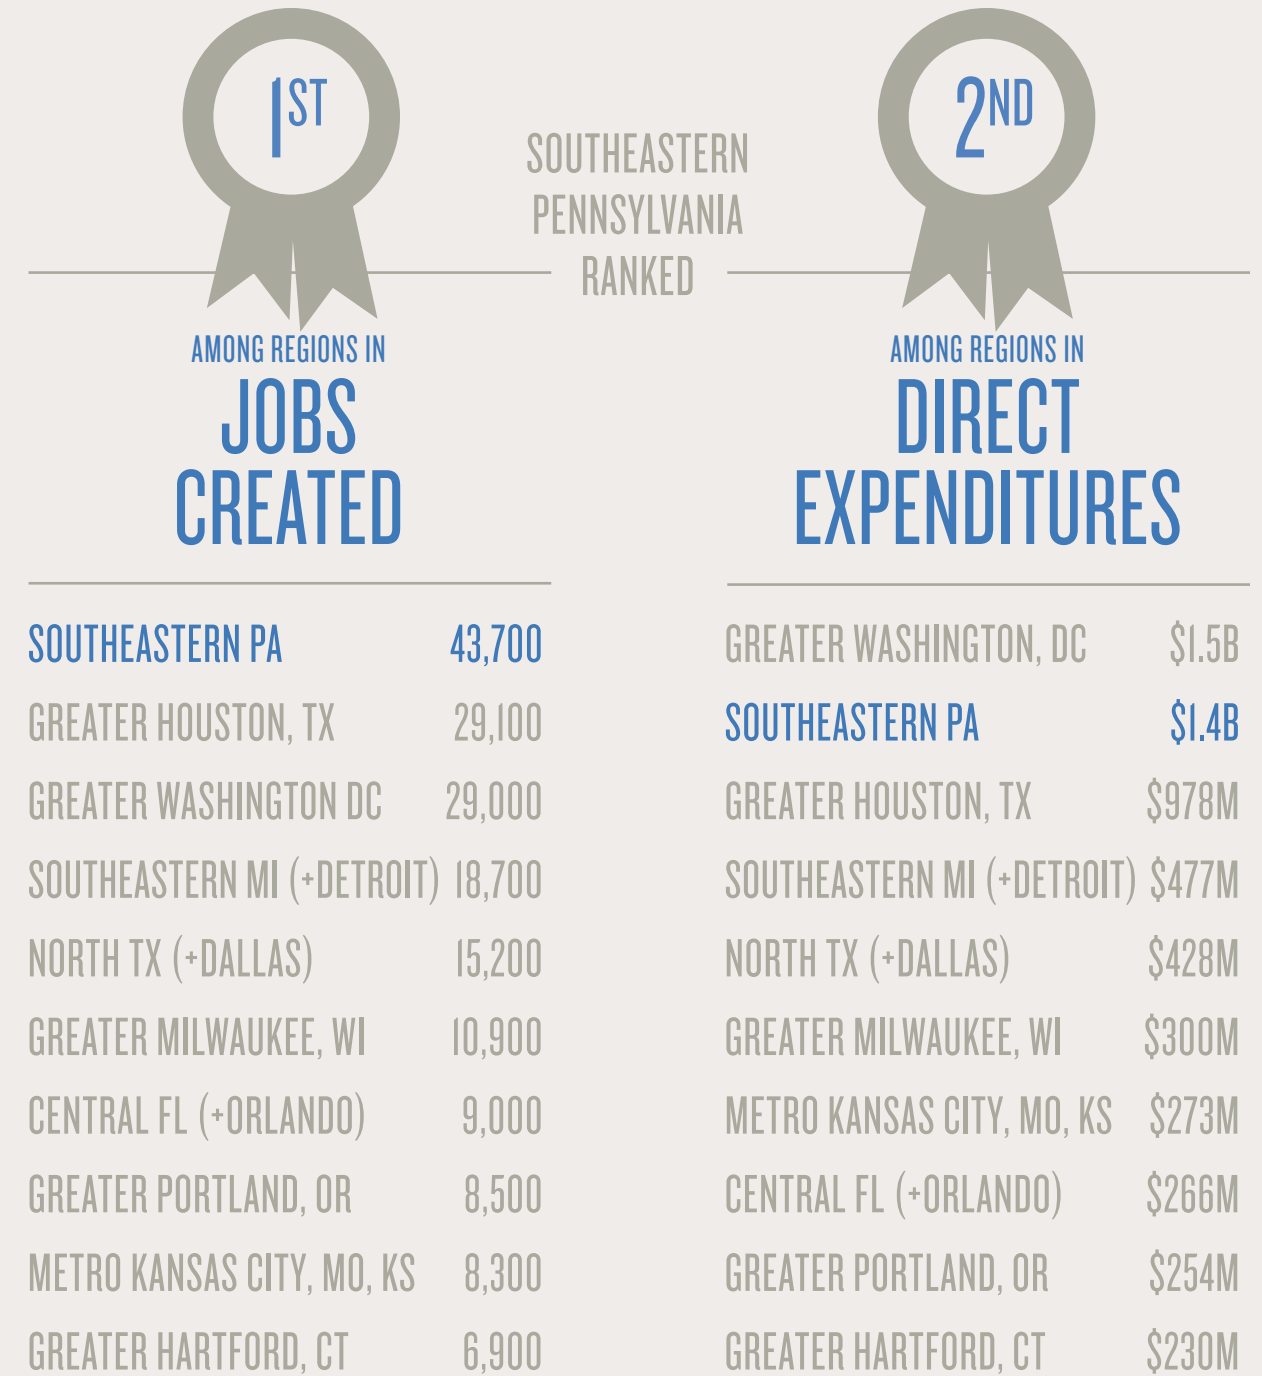 1ST
SOUTHEASTERN
PENNSYLVANIA
RANKED
2ND
AMONG REGIONS IN
JOBS
CREATED
SOUTHEASTERN PA 43,700
GREATER HOUSTON, TX 29,100
GREATER WASHINGTON DC 29,000
SOUTHEASTERN MI (+DETROIT) 18,700
NORTH TX (+DALLAS) 15,200
GREATER MILWAUKEE, WI 10,900
CENTRAL FL (+ORLANDO) 9,000
GREATER PORTLAND, OR 8,500
METRO KANSAS CITY, MO, KS 8,300
GREATER HARTFORD, CT 6,900
AMONG REGIONS IN
DIRECT
EXPENDITURES
GREATER WASHINGTON, DC $1.5B
SOUTHEASTERN PA $1.4B
GREATER HOUSTON, TX $978M
SOUTHEASTERN MI (+DETROIT) $477M
NORTH TX (+DALLAS) $428M
GREATER MILWAUKEE, WI $300M
METRO KANSAS CITY, MO, KS $273M
CENTRAL FL (+ORLANDO) $266M
GREATER PORTLAND, OR $254M
GREATER HARTFORD, CT $230M